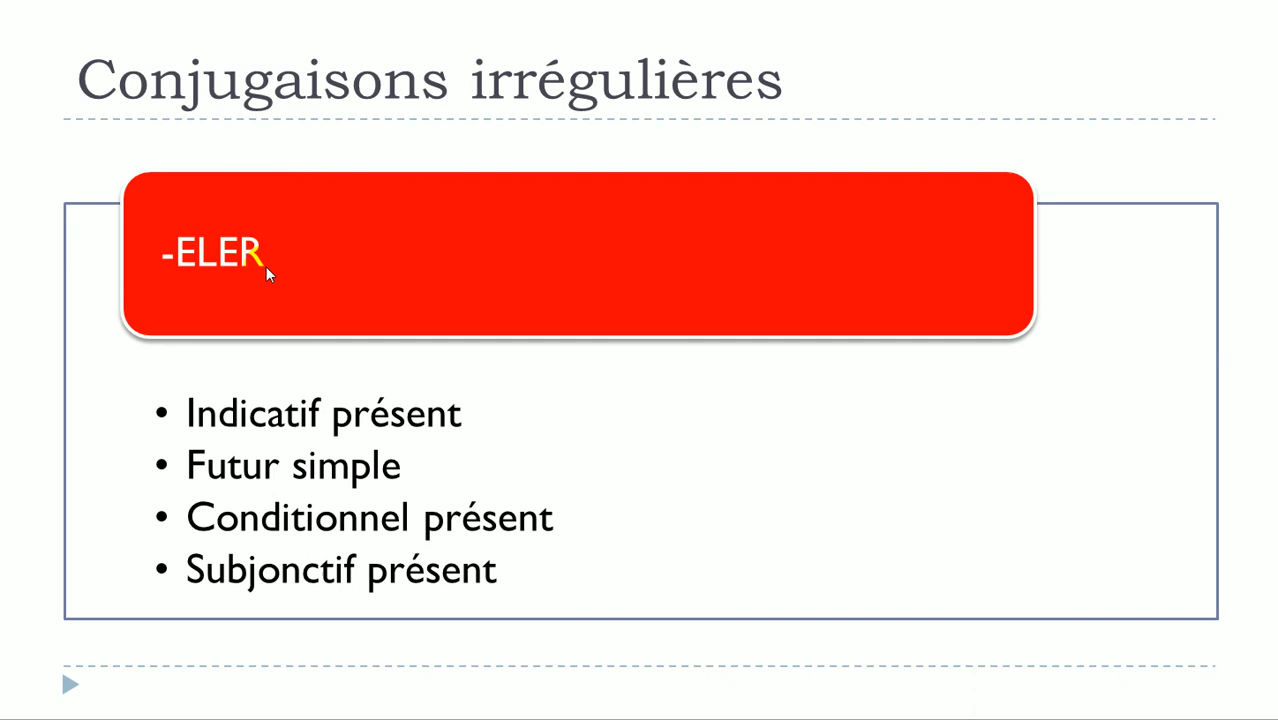 Conjugaisons irrégulières
-ELER
• Indicatif présent
• Futur simple
• Conditionnel présent
• Subjonctif présent